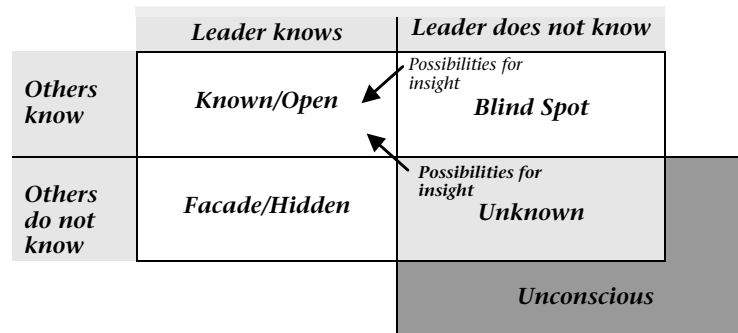 Leader knows
Leader does not know
Others
know
Known/Open
Possibilities for
insight
Blind Spot
Others
do not
know
Facade/Hidden
Possibilities for
insight
Unknown
Unconscious